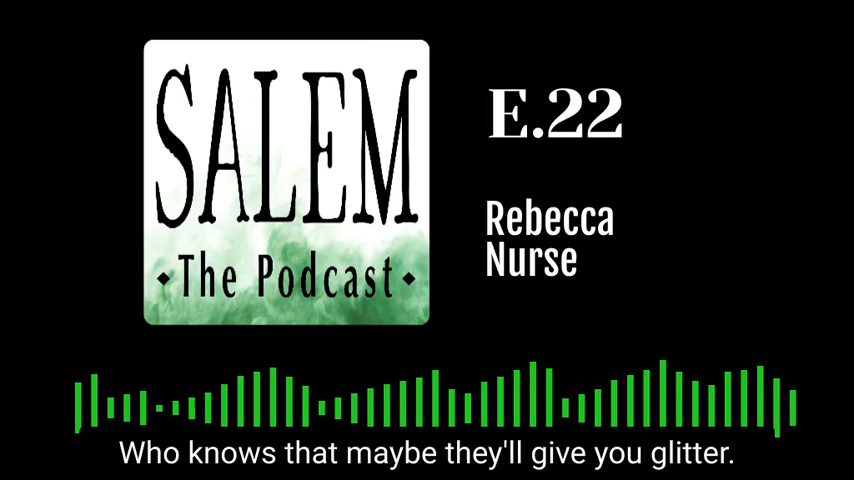 SALEM
The Podcast
E.22
Rebecca
Nurse
Who knows that maybe they'll give you glitter.